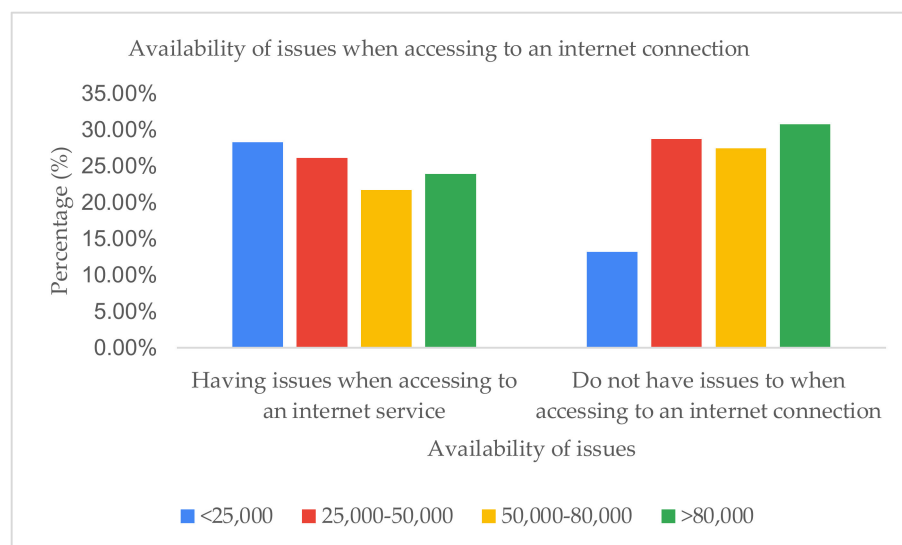 Availability of issues when accessing to an internet connection
35.00%
30.00%
25.00%
20.00%
15.00%
10.00%
5.00%
0.00%
Percentage (%)
Having issues when accessing to
an internet service
Do not have issues to when
accessing to an internet connection
Availability of issues
<25,000 25,000-50,000 50,000-80,000 >80,000